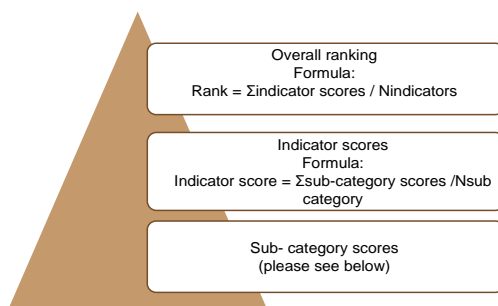 Overall ranking
Formula:
Rank = Σindicator scores / Nindicators
Indicator scores
Formula:
Indicator score = Σsub-category scores /Nsub
category
Sub- category scores
(please see below)